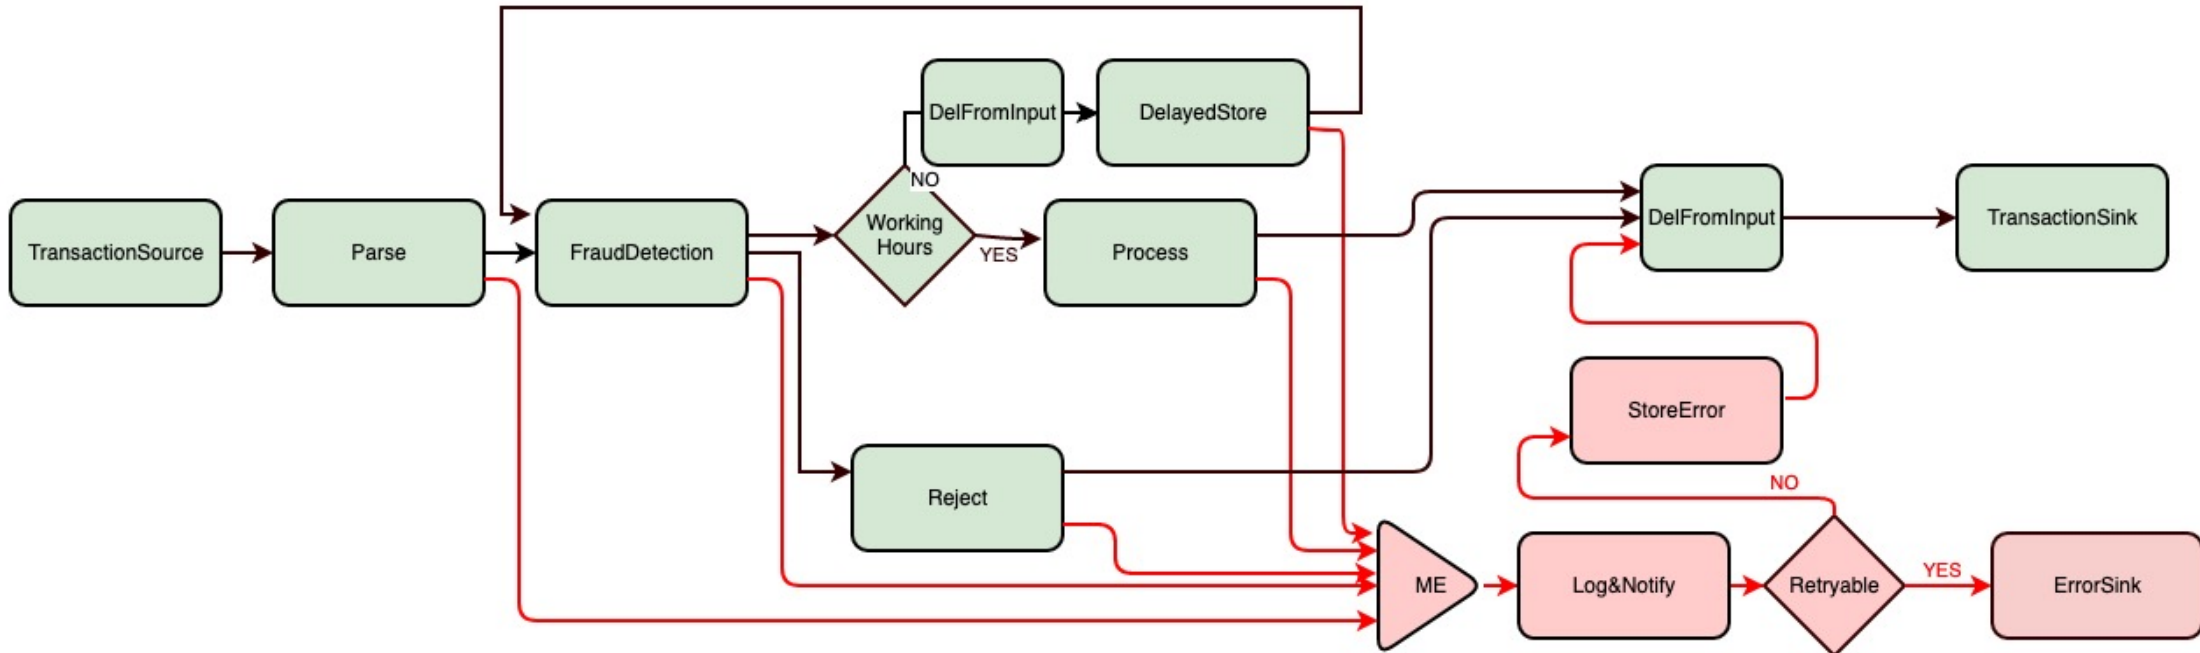 DelFromInput
DelayedStore
NO
TransactionSource
Parse
FraudDetection
Working
Hours
YES
Process
DelFromInput
TransactionSink
StoreError
Reject
NO
ME
Log&Notify
Retryable
YES
ErrorSink